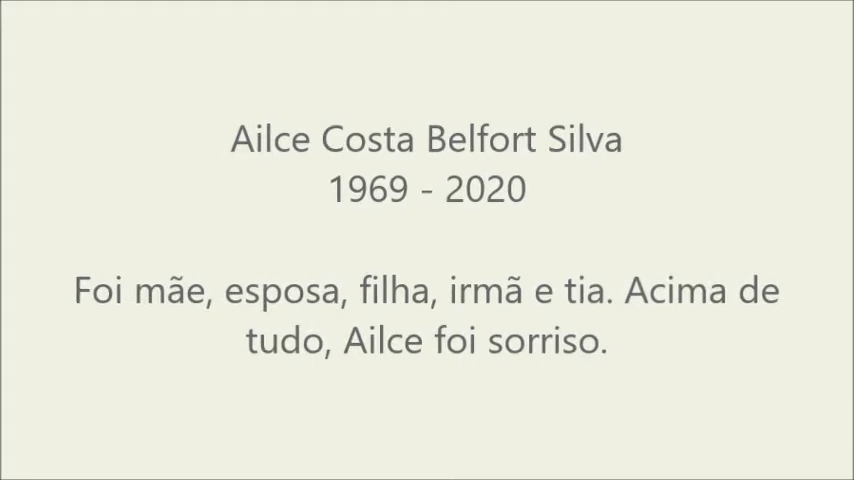 Ailce Costa Belfort Silva
1969 - 2020
Foi mãe, esposa, filha, irmã e tia. Acima de
tudo, Ailce foi sorriso.